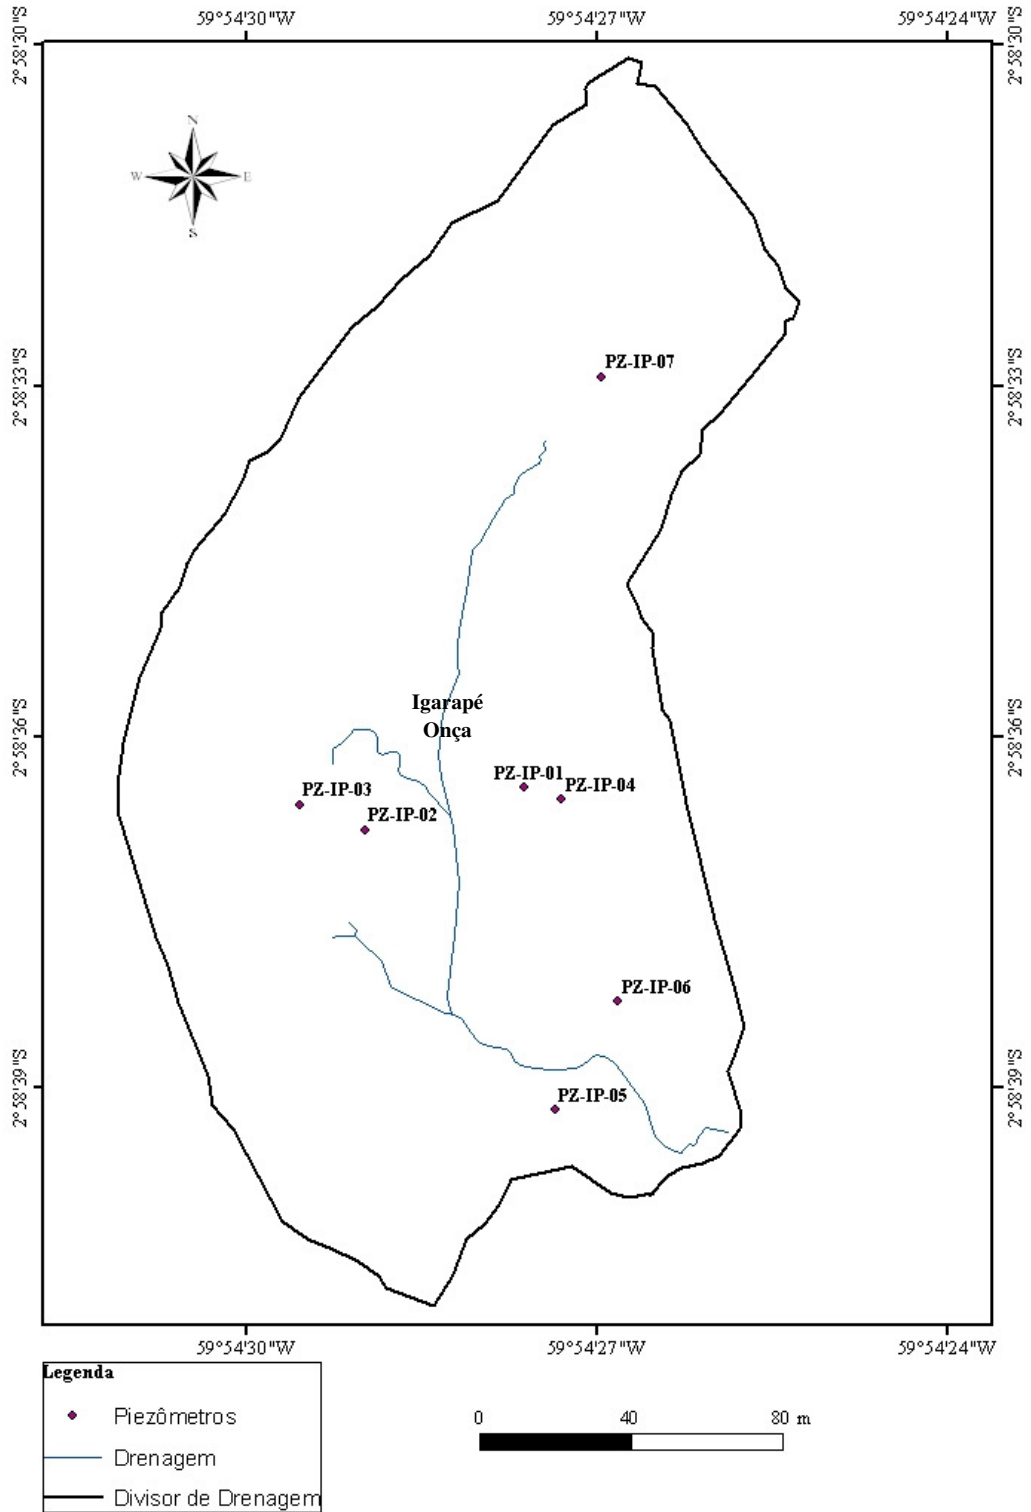 59°54'30"W 59°54'27"W 59°54'24"W
2°58'30"S 2°58'30"S
N
W E
S
PZ-IP-07
2°58'33"S 2°58'33"S
Igarapé
Onça
2°58'36"S 2°58'36"S
PZ-IP-01
PZ-IP-04
PZ-IP-03
PZ-IP-02
PZ-IP-06
2°58'39"S 2°58'39"S
PZ-IP-05
59°54'30"W 59°54'27"W 59°54'24"W
Legenda
Piezômetros
Drenagem
Divisor de Drenagem
0 40 80 m